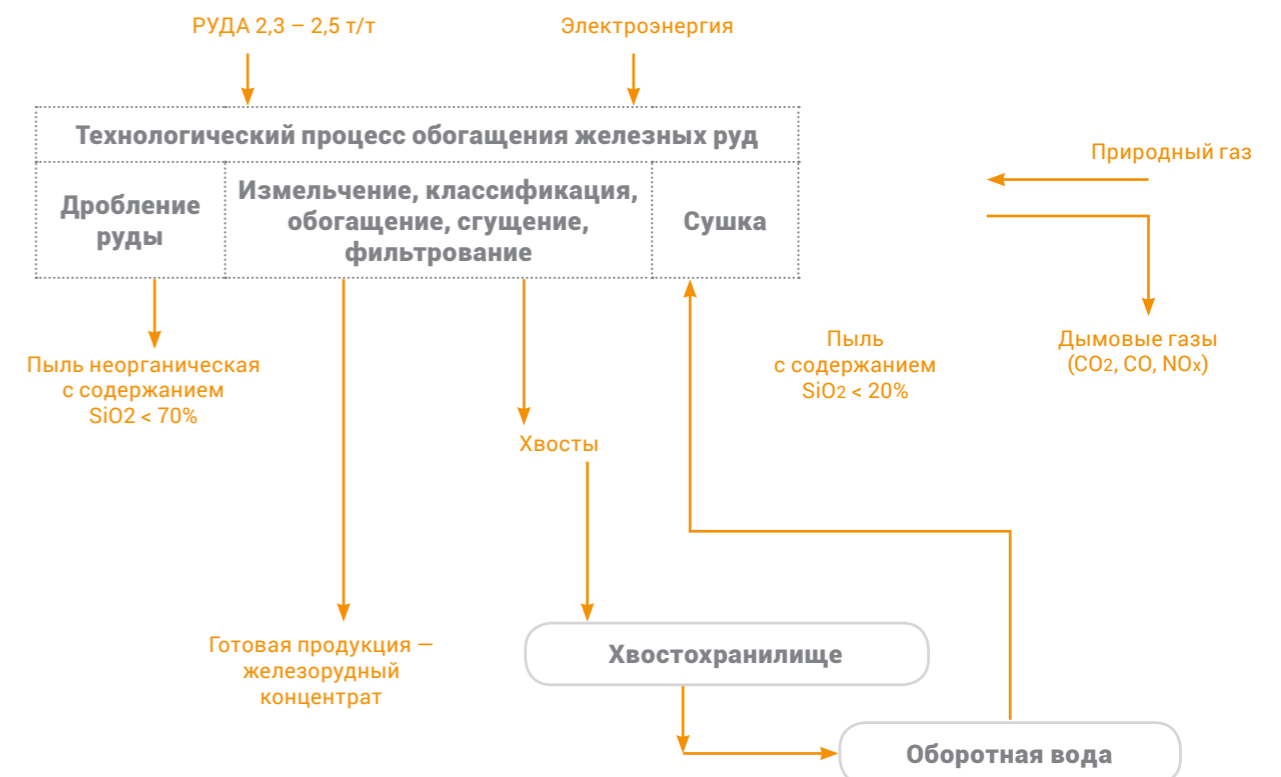 РУДА 2,3 – 2,5 т/т
Электроэнергия
Технологический процесс обогащения железных руд
Природный газ
Дробление
руды
Измельчение, классификация,
обогащение, сгущение,
фильтрование
Сушка
Пыль неорганическая
с содержанием
SiO2 < 70%
Пыль
с содержанием
SiO2 < 20%
Дымовые газы
(CO2, CO, NOx)
Хвосты
Готовая продукция —
железорудный
концентрат
Хвостохранилище
Оборотная вода